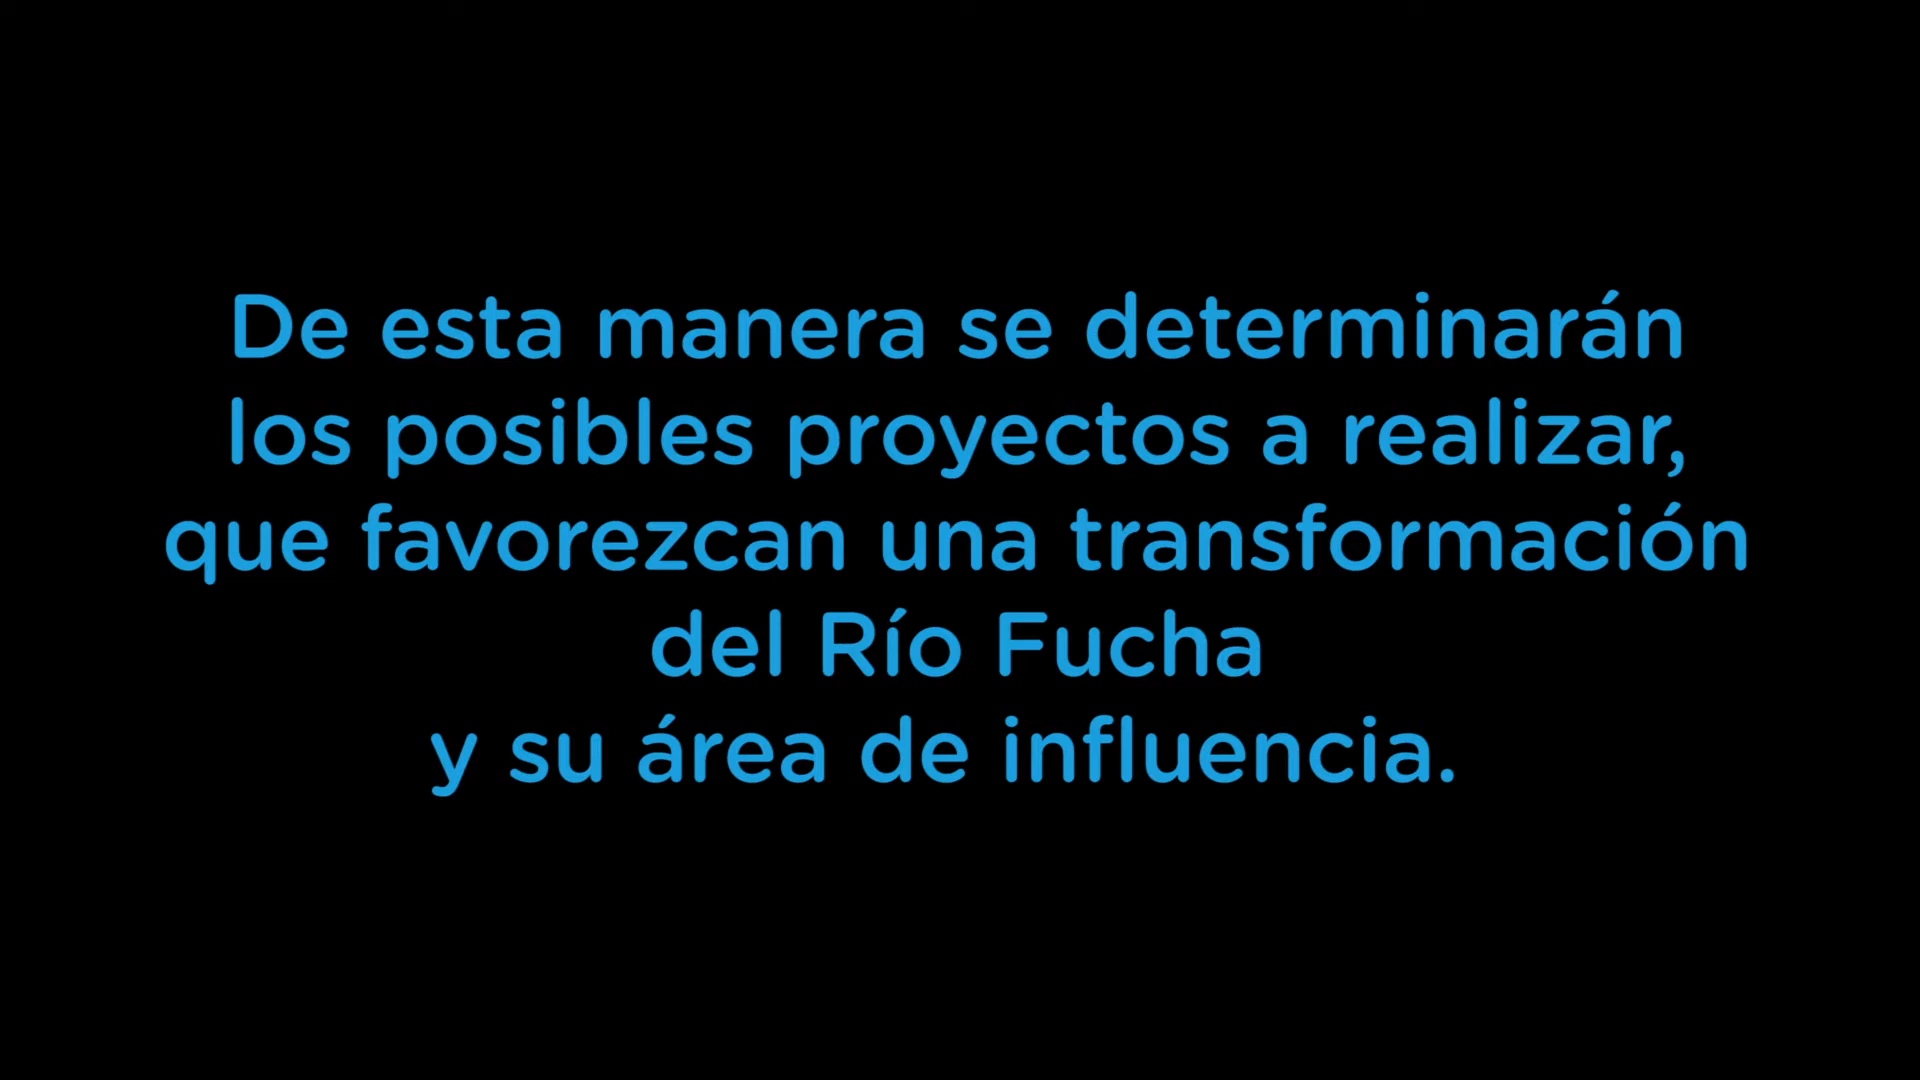 De esta manera se determinarán
los posibles proyectos a realizar,
que favorezcan una transformación
del Río Fucha
y su área de influencia.